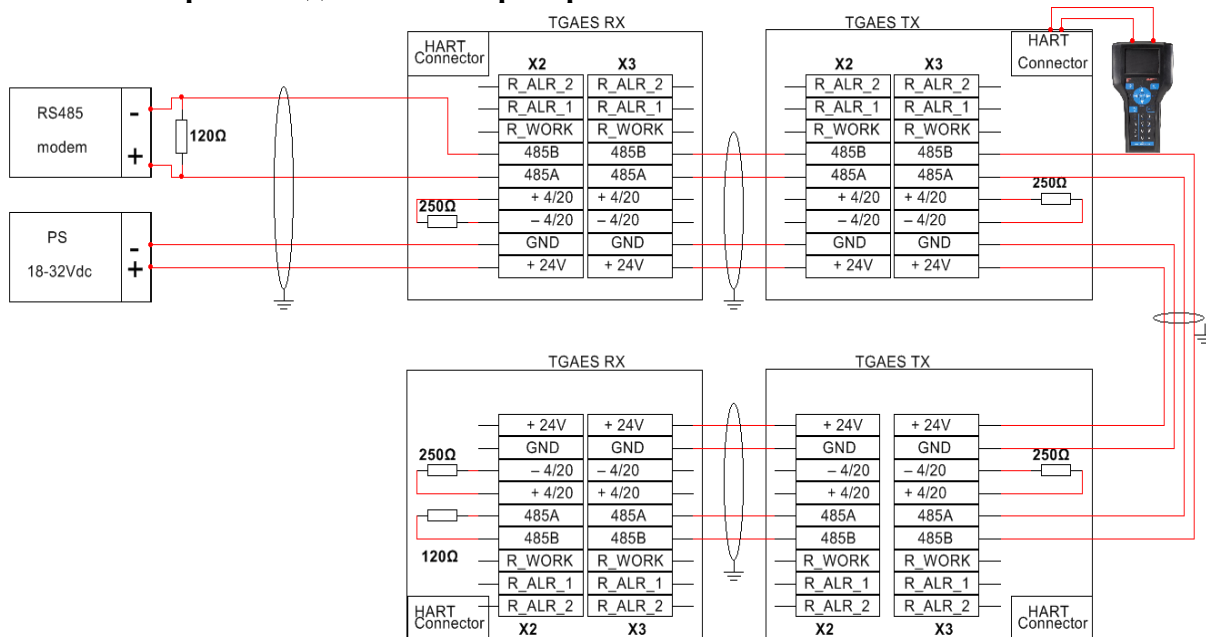 TGAES RX
TGAES TX
HART
Connector
X2
X3
R_ALR_2
R_ALR_2
R_ALR_1
R_ALR_1
R_WORK
R_WORK
485B
485B
485A
485A
+ 4/20
+ 4/20
– 4/20
– 4/20
GND
GND
+ 24V
+ 24V
X2
X3
R_ALR_2
R_ALR_2
R_ALR_1
R_ALR_1
R_WORK
R_WORK
485B
485B
485A
485A
+ 4/20
+ 4/20
– 4/20
– 4/20
GND
GND
+ 24V
+ 24V
HART
Connector
RS485
modem
-
+
120Ω
250Ω
250Ω
PS
18-32Vdc
-
+
TGAES RX
TGAES TX
+ 24V
+ 24V
GND
GND
– 4/20
– 4/20
+ 4/20
+ 4/20
485A
485A
485B
485B
R_WORK
R_WORK
R_ALR_1
R_ALR_1
R_ALR_2
R_ALR_2
X2
X3
250Ω
120Ω
HART
Connector
+ 24V
+ 24V
GND
GND
– 4/20
– 4/20
+ 4/20
+ 4/20
485A
485A
485B
485B
R_WORK
R_WORK
R_ALR_1
R_ALR_1
R_ALR_2
R_ALR_2
X2
X3
250Ω
HART
Connector